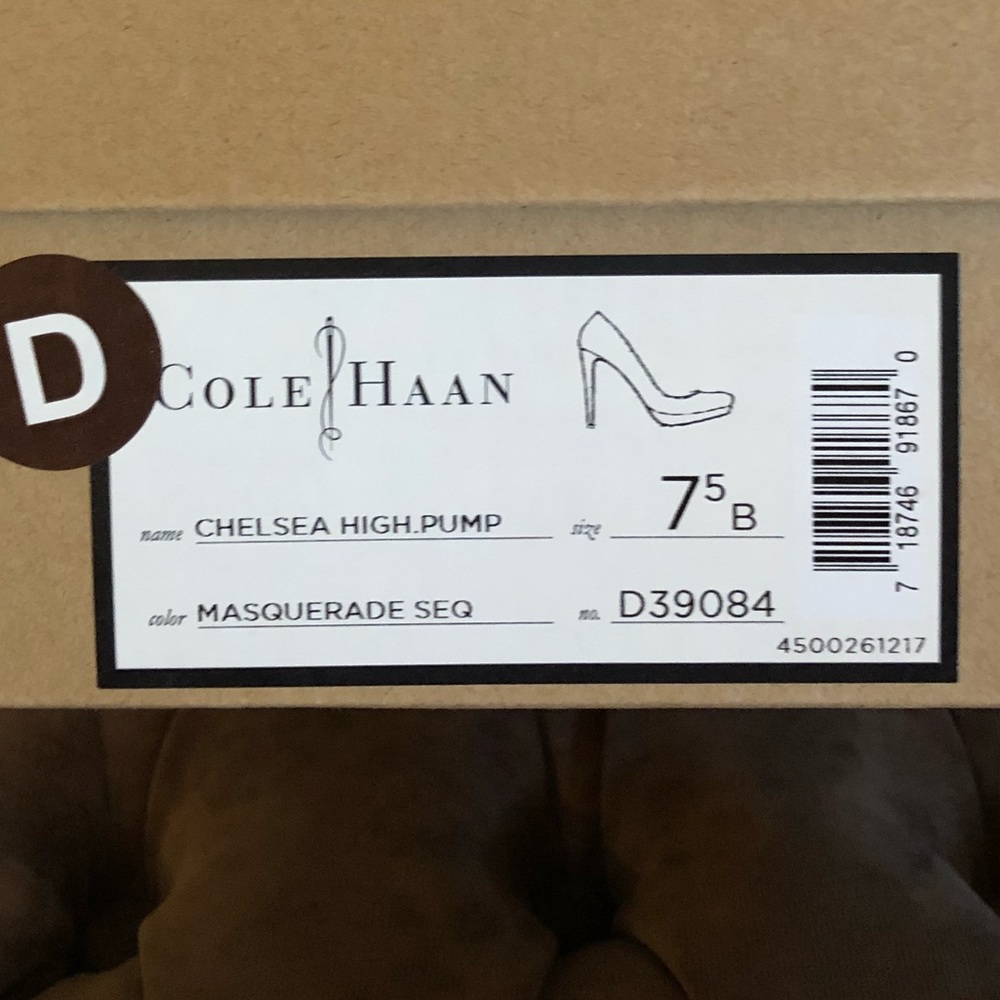 D
COLE HAAN
name CHELSEA HIGH.PUMP
size 7⁵ B
color MASQUERADE SEQ
no. D39084
4500261217
7 18746 91867 0